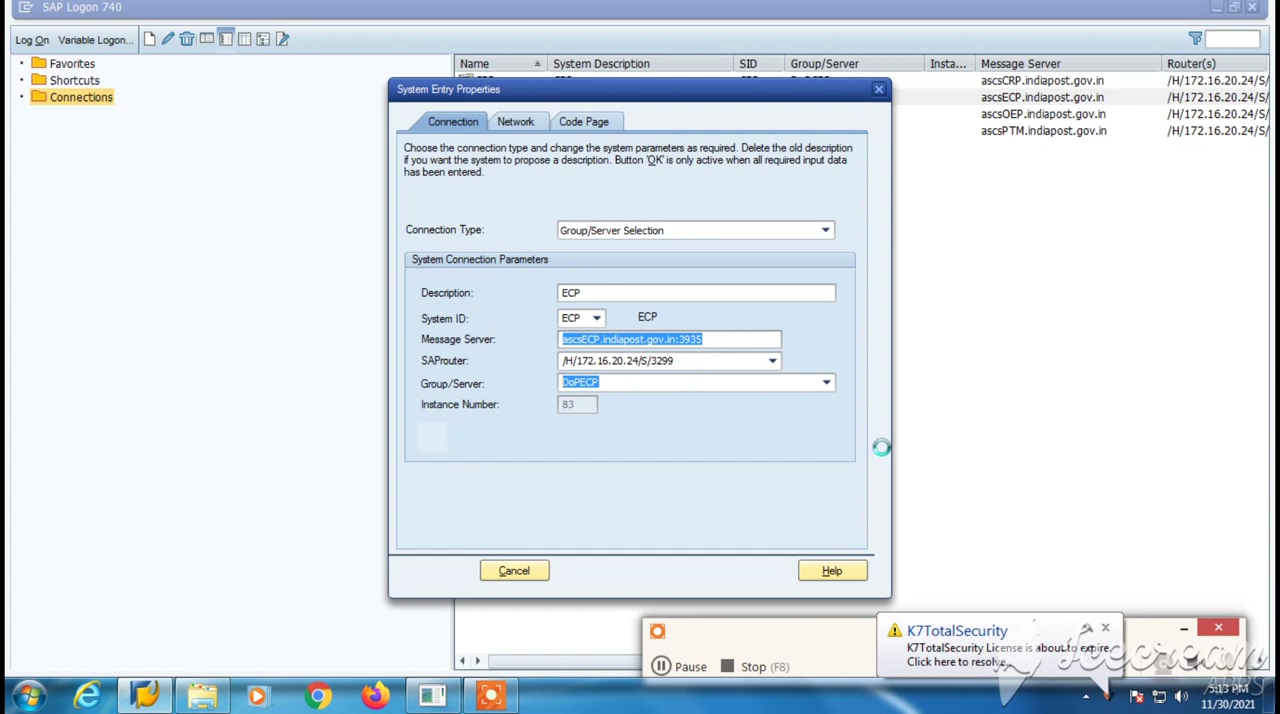 SAP Logon 740
Log On Variable Logon...
Favorites
Shortcuts
Connections
Name System Description SID Group/Server Insta... Message Server Router(s)
ascsCRP.indiapost.gov.in /H/172.16.20.24/S/
ascsECP.indiapost.gov.in /H/172.16.20.24/S/
ascsOEP.indiapost.gov.in /H/172.16.20.24/S/
ascsPTM.indiapost.gov.in /H/172.16.20.24/S/
System Entry Properties
Connection Network Code Page
Choose the connection type and change the system parameters as required. Delete the old description
if you want the system to propose a description. Button 'OK' is only active when all required input data
has been entered.
Connection Type: Group/Server Selection
System Connection Parameters
Description: ECP
System ID: ECP ECP
Message Server: ascsECP.indiapost.gov.in:3935
SAProuter: /H/172.16.20.24/S/3299
Group/Server: DoPECP
Instance Number: 83
Cancel Help
Pause Stop (F8)
K7TotalSecurity
K7TotalSecurity License is about to expire.
Click here to resolve.
Icecream
APPS
5:13 PM
11/30/2021